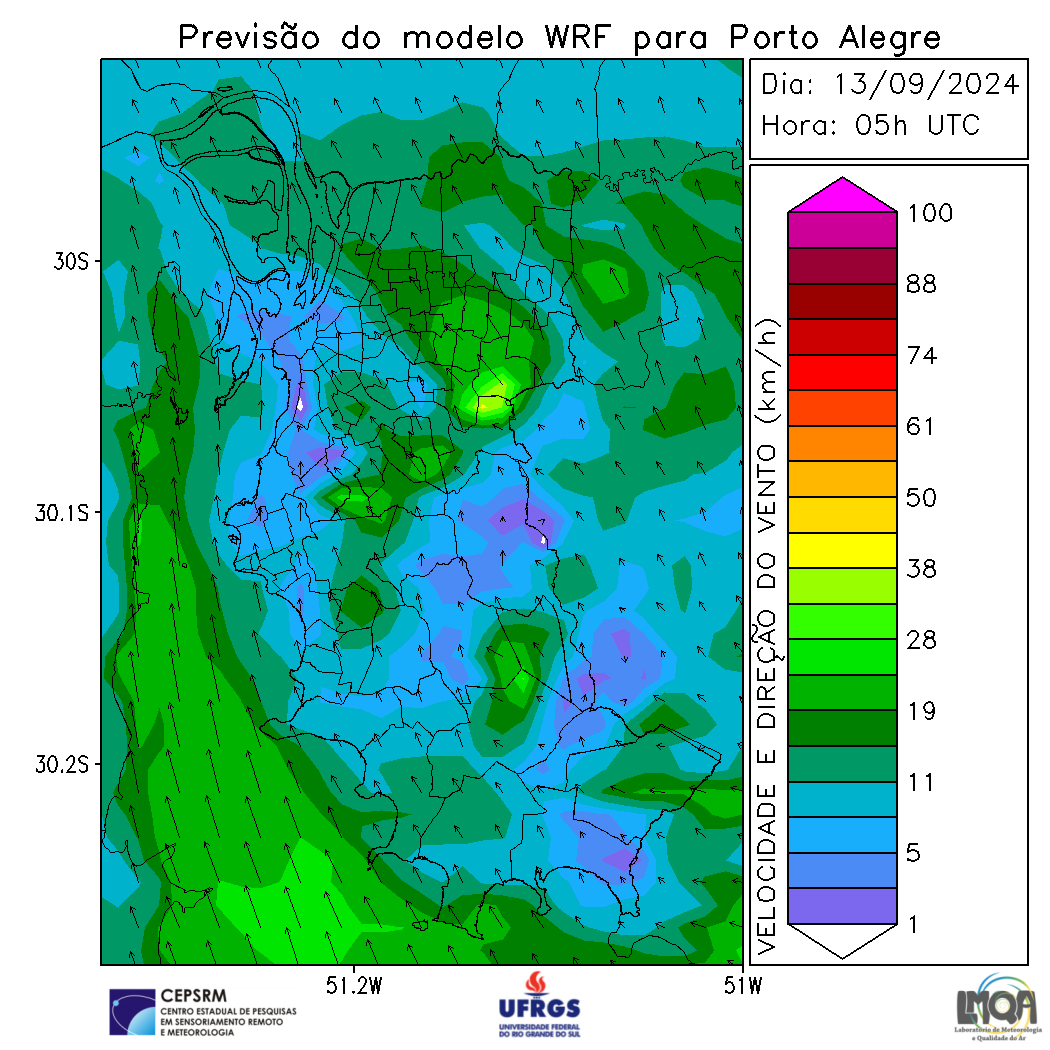 Previsão do modelo WRF para Porto Alegre
Dia: 13/09/2024
Hora: 05h UTC
30S
30.1S
30.2S
51.2W
51W
VELOCIDADE E DIREÇÃO DO VENTO (km/h)
100
88
74
61
50
38
28
19
11
5
1
CEPSRM
CENTRO ESTADUAL DE PESQUISAS
EM SENSORIAMENTO REMOTO
E METEOROLOGIA
UFRGS
UNIVERSIDADE FEDERAL
DO RIO GRANDE DO SUL
LMQA
Laboratório de Meteorologia
e Qualidade do Ar